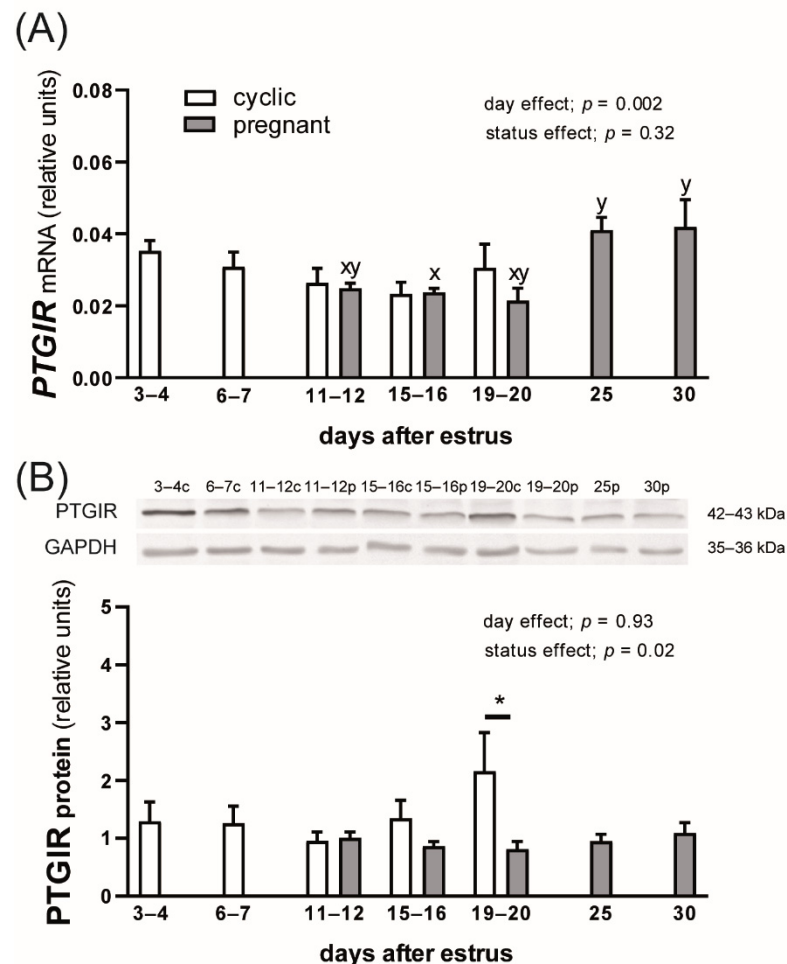 (A)
PTGIR mRNA (relative units)
0.08
0.06
0.04
0.02
0.00
cyclic
pregnant
day effect; p = 0.002
status effect; p = 0.32
xy
x
xy
y
y
3–4 6–7 11–12 15–16 19–20 25 30
days after estrus
(B)
3–4c 6–7c 11–12c 11–12p 15–16c 15–16p 19–20c 19–20p 25p 30p
PTGIR 42–43 kDa
GAPDH 35–36 kDa
PTGIR protein (relative units)
5
4
3
2
1
0
day effect; p = 0.93
status effect; p = 0.02
*
3–4 6–7 11–12 15–16 19–20 25 30
days after estrus